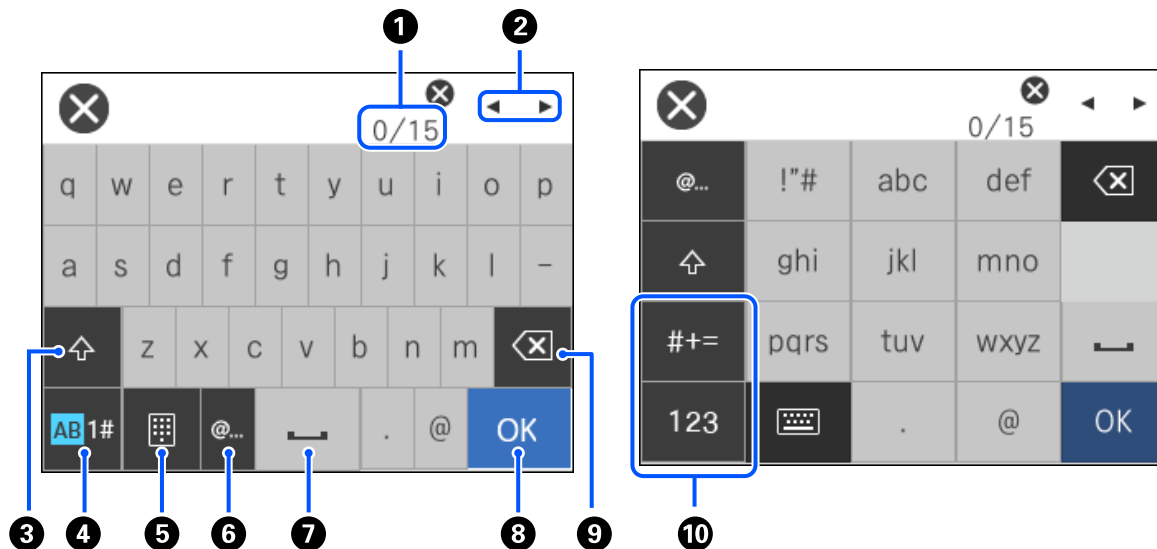 1 2
0/15
q w e r t y u i o p
a s d f g h j k l -
z x c v b n m
AB 1# @... . @ OK
3 4 5 6 7 8 9
0/15
@... !"# abc def
ghi jkl mno
#+= pqrs tuv wxyz
123 . @ OK
10